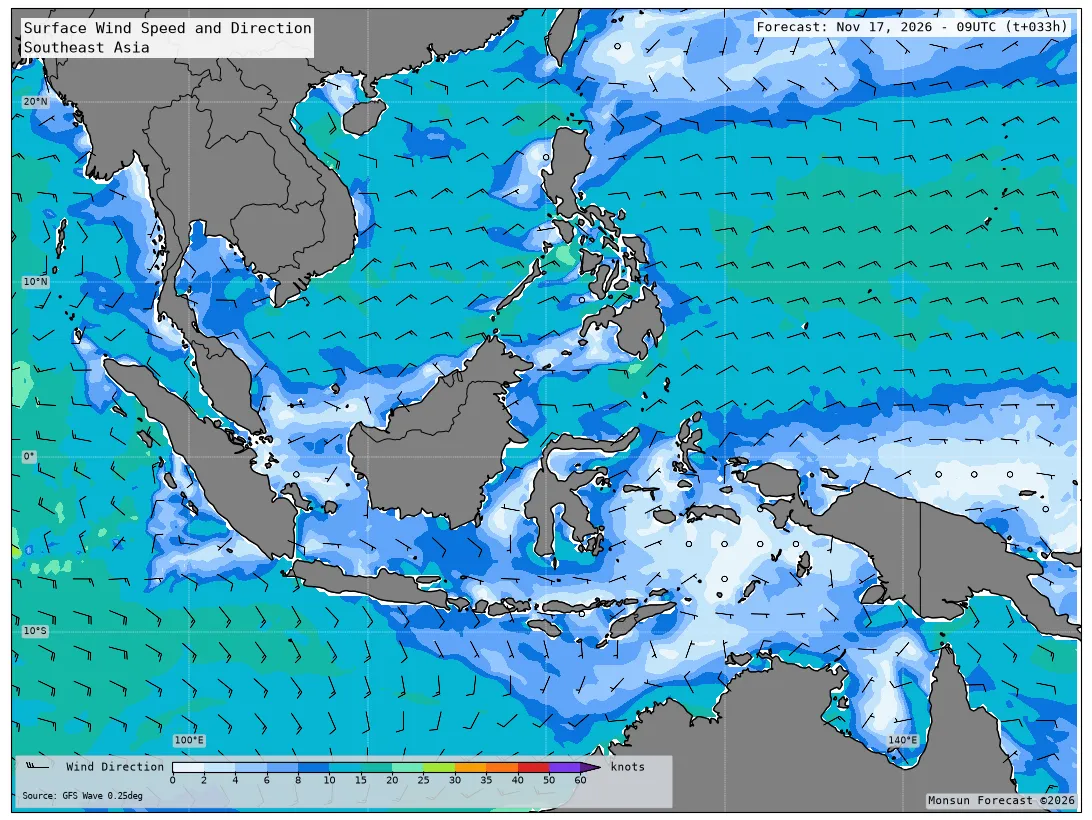 Surface Wind Speed and Direction
Southeast Asia
Forecast: Nov 17, 2026 - 09UTC (t+033h)
20°N
10°N
0°
10°S
100°E
140°E
Wind Direction
0 2 4 6 8 10 15 20 25 30 35 40 50 60
knots
Source: GFS Wave 0.25deg
Monsun Forecast ©2026